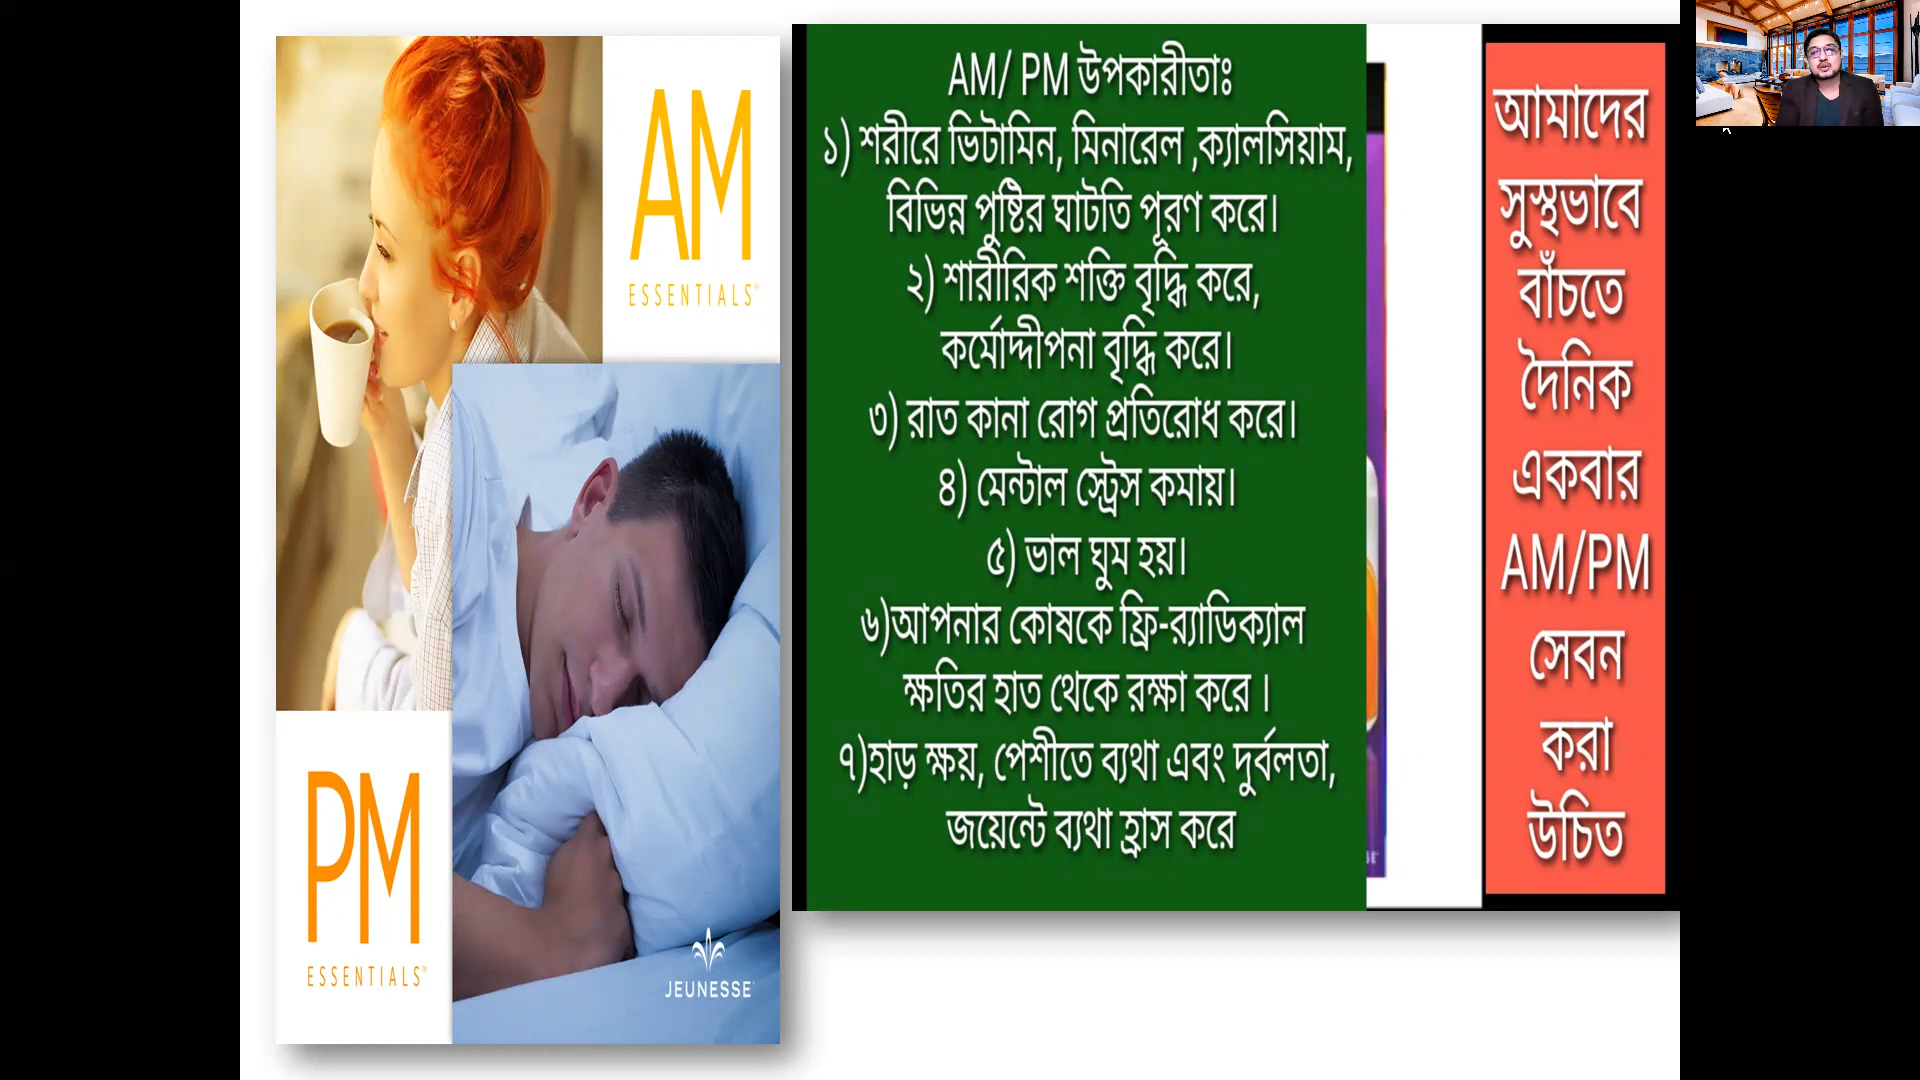 AM
ESSENTIALS
PM
ESSENTIALS
JEUNESSE
AM/ PM উপকারীতাঃ
১) শরীরে ভিটামিন, মিনারেল ,ক্যালসিয়াম,
বিভিন্ন পুষ্টির ঘাটতি পূরণ করে।
২) শারীরিক শক্তি বৃদ্ধি করে,
কর্মোদ্দীপনা বৃদ্ধি করে।
৩) রাত কানা রোগ প্রতিরোধ করে।
৪) মেন্টাল স্ট্রেস কমায়।
৫) ভাল ঘুম হয়।
৬)আপনার কোষকে ফ্রি-র‍্যাডিক্যাল
ক্ষতির হাত থেকে রক্ষা করে ।
৭)হাড় ক্ষয়, পেশীতে ব্যথা এবং দুর্বলতা,
জয়েন্টে ব্যথা হ্রাস করে
আমাদের
সুস্থভাবে
বাঁচতে
দৈনিক
একবার
AM/PM
সেবন
করা
উচিত